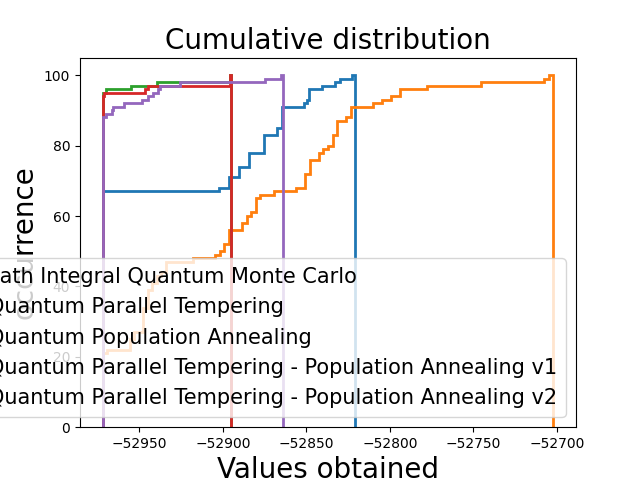 Cumulative distribution
100
80
60
40
20
0
occurrence
ath Integral Quantum Monte Carlo
Quantum Parallel Tempering
Quantum Population Annealing
Quantum Parallel Tempering - Population Annealing v1
Quantum Parallel Tempering - Population Annealing v2
−52950
−52900
−52850
−52800
−52750
−52700
Values obtained